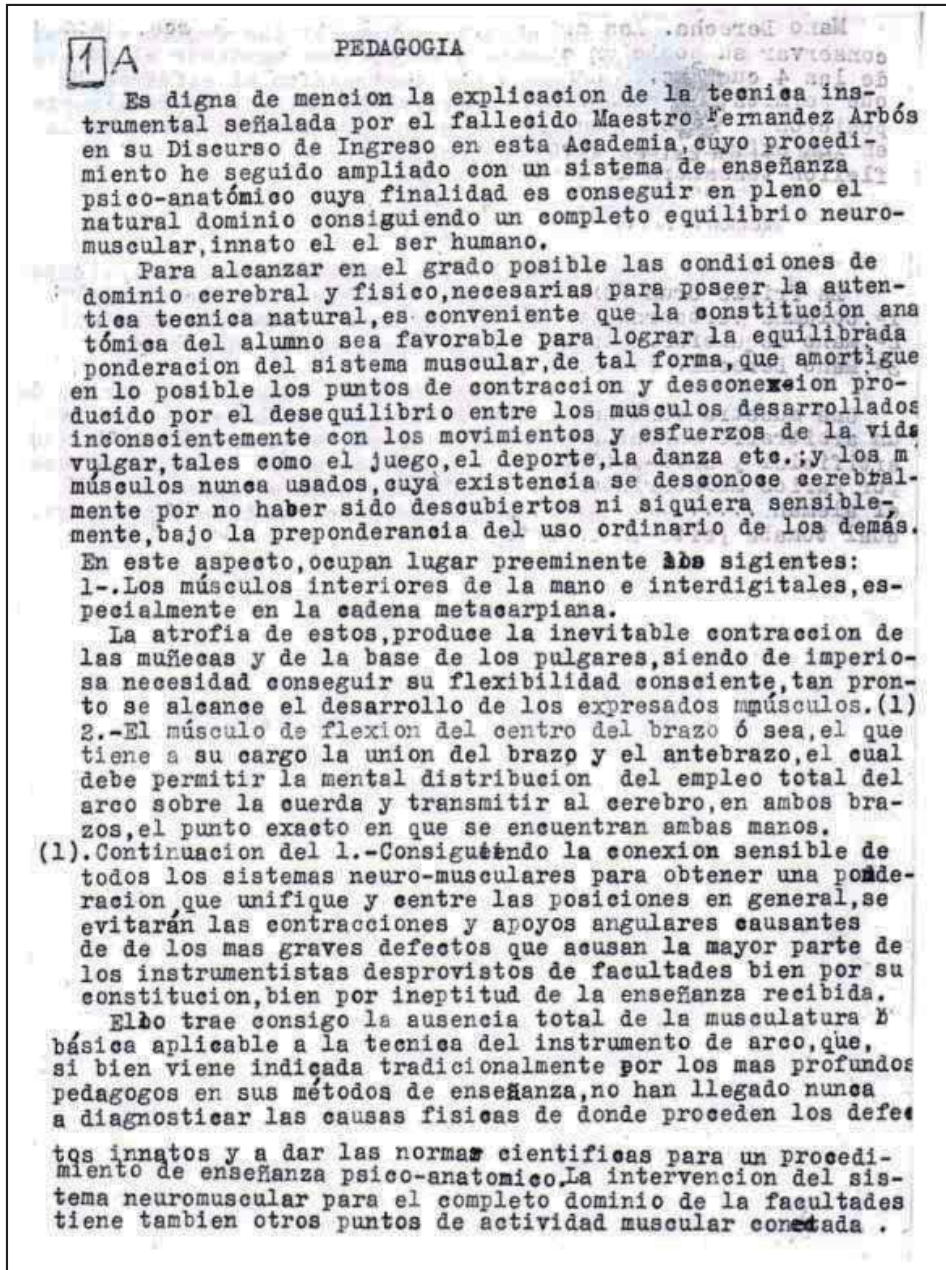 1 A
PEDAGOGIA
Es digna de mencion la explicacion de la tecnica ins-
trumental señalada por el fallecido Maestro Fernandez Arbós
en su Discurso de Ingreso en esta Academia,cuyo procedi-
miento he seguido ampliado con un sistema de enseñanza
psico-anatómico cuya finalidad es conseguir en pleno el
natural dominio consiguiendo un completo equilibrio neuro-
muscular,innato el el ser humano.
Para alcanzar en el grado posible las condiciones de
dominio cerebral y fisico,necesarias para poseer la auten-
tica tecnica natural,es conveniente que la constitucion ana
tómica del alumno sea favorable para lograr la equilibrada
ponderacion del sistema muscular,de tal forma,que amortigue
en lo posible los puntos de contraccion y desconexeion pro-
ducido por el desequilibrio entre los musculos desarrollados
inconscientemente con los movimientos y esfuerzos de la vida
vulgar,tales como el juego,el deporte,la danza etc.;y los m
músculos nunca usados,cuya existencia se desconoce cerebral-
mente por no haber sido descubiertos ni siquiera sensible-
mente,bajo la preponderancia del uso ordinario de los demás.
En este aspecto,ocupan lugar preeminente los sigientes:
1-.Los músculos interiores de la mano e interdigitales,es-
pecialmente en la cadena metacarpiana.
La atrofia de estos,produce la inevitable contraccion de
las muñecas y de la base de los pulgares,siendo de imperio-
sa necesidad conseguir su flexibilidad consciente,tan pron-
to se alcance el desarrollo de los expresados mmúsculos.(1)
2.-El músculo de flexion del centro del brazo ó sea,el que
tiene a su cargo la union del brazo y el antebrazo,el cual
debe permitir la mental distribucion del empleo total del
arco sobre la cuerda y transmitir al cerebro,en ambos bra-
zos,el punto exacto en que se encuentran ambas manos.
(1).Continuacion del 1.-Consiguiendo la conexion sensible de
todos los sistemas neuro-musculares para obtener una ponde-
racion que unifique y centre las posiciones en general,se
evitarán las contracciones y apoyos angulares causantes
de de los mas graves defectos que acusan la mayor parte de
los instrumentistas desprovistos de facultades bien por su
constitucion,bien por ineptitud de la enseñanza recibida.
Ello trae consigo la ausencia total de la musculatura b
básica aplicable a la tecnica del instrumento de arco,que,
si bien viene indicada tradicionalmente por los mas profundos
pedagogos en sus métodos de enseñanza,no han llegado nunca
a diagnosticar las causas fisicas de donde proceden los defec
tos innatos y a dar las normas cientificas para un procedi-
miento de enseñanza psico-anatomico.La intervencion del sis-
tema neuromuscular para el completo dominio de la facultades
tiene tambien otros puntos de actividad muscular conectada .